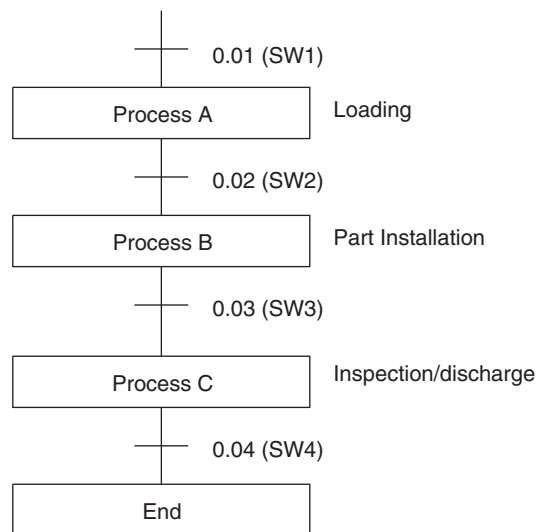 0.01 (SW1)
Process A
Loading
0.02 (SW2)
Process B
Part Installation
0.03 (SW3)
Process C
Inspection/discharge
0.04 (SW4)
End